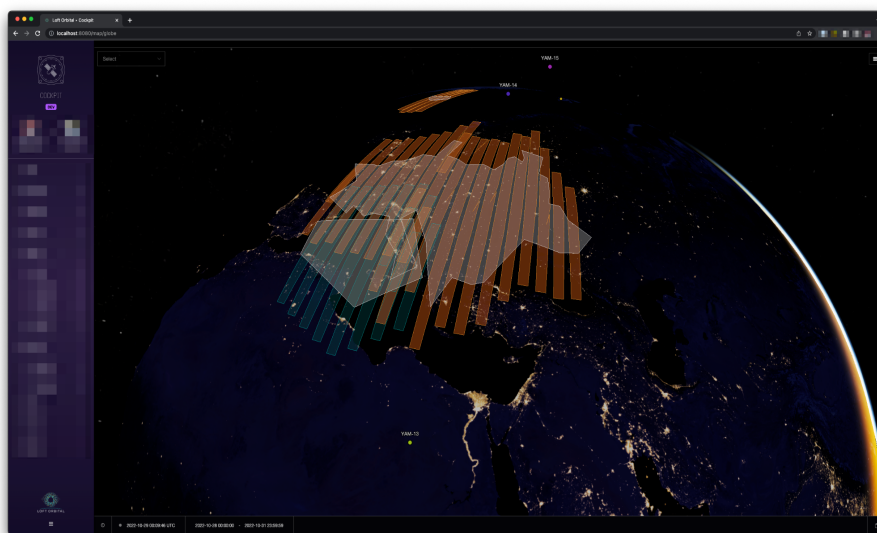 Loft Orbital - Cockpit
localhost:8080/map/globe
COCKPIT
DEV
Select
YAM-15
YAM-14
YAM-13
LOFT ORBITAL
2022-10-20 00:09:46 UTC
2022-10-28 00:00:00 - 2022-10-31 23:59:59